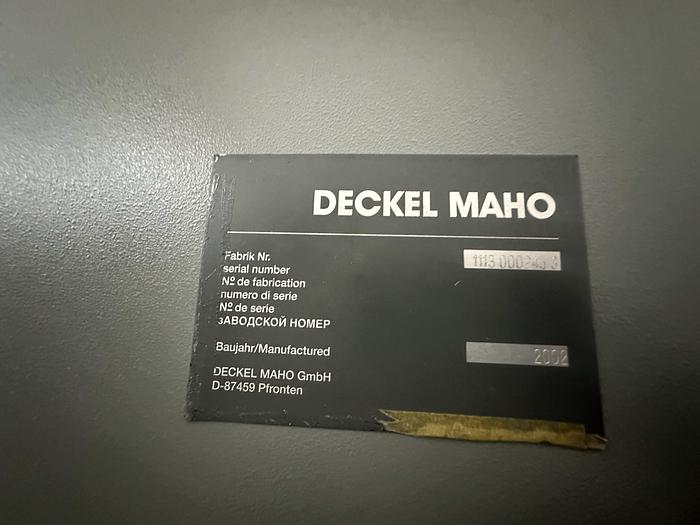 DECKEL MAHO
Fabrik Nr.
serial number
Nº de fabrication
numero di serie
Nº de serie
ЗАВОДСКОЙ НОМЕР
Baujahr/Manufactured
2002
DECKEL MAHO GmbH
D-87459 Pfronten